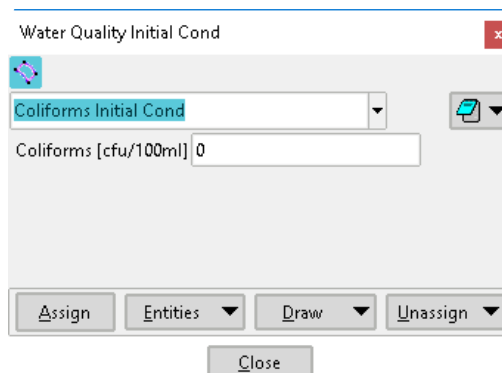 Water Quality Initial Cond
x
Coliforms Initial Cond
Coliforms [cfu/100ml] 0
Assign Entities Draw Unassign
Close